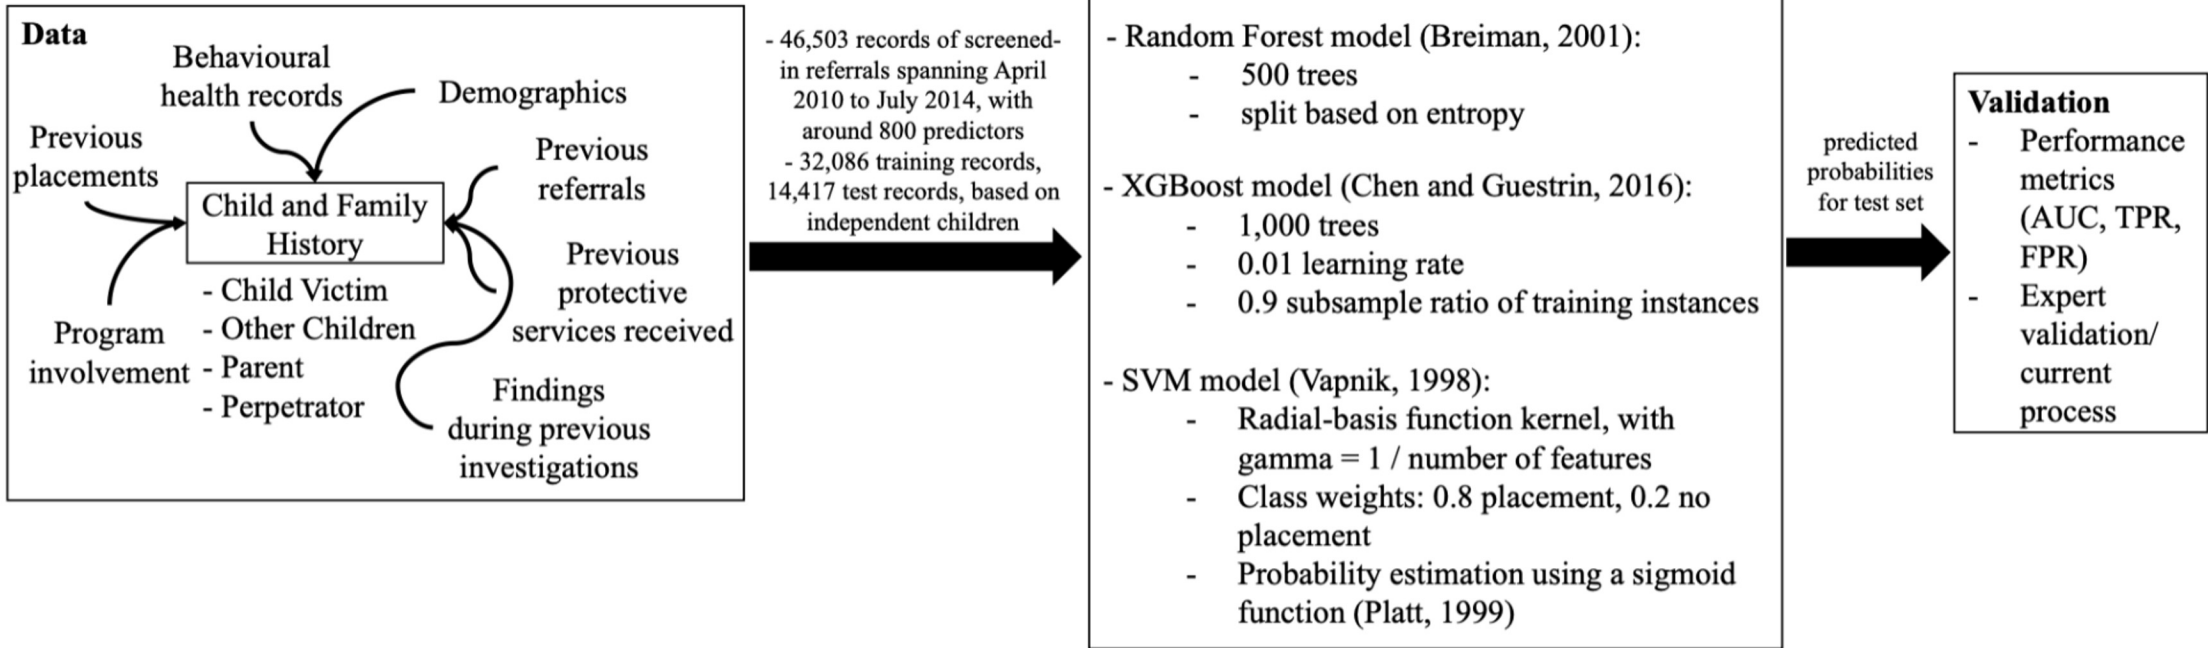 Data
Behavioural
health records
Demographics
Previous
placements
Previous
referrals
Child and Family
History
Previous
protective
services received
- Child Victim
- Other Children
- Parent
- Perpetrator
Program
involvement
Findings
during previous
investigations
- 46,503 records of screened-
in referrals spanning April
2010 to July 2014, with
around 800 predictors
- 32,086 training records,
14,417 test records, based on
independent children
- Random Forest model (Breiman, 2001):
- 500 trees
- split based on entropy
- XGBoost model (Chen and Guestrin, 2016):
- 1,000 trees
- 0.01 learning rate
- 0.9 subsample ratio of training instances
- SVM model (Vapnik, 1998):
- Radial-basis function kernel, with
gamma = 1 / number of features
- Class weights: 0.8 placement, 0.2 no
placement
- Probability estimation using a sigmoid
function (Platt, 1999)
predicted
probabilities
for test set
Validation
- Performance
metrics
(AUC, TPR,
FPR)
- Expert
validation/
current
process